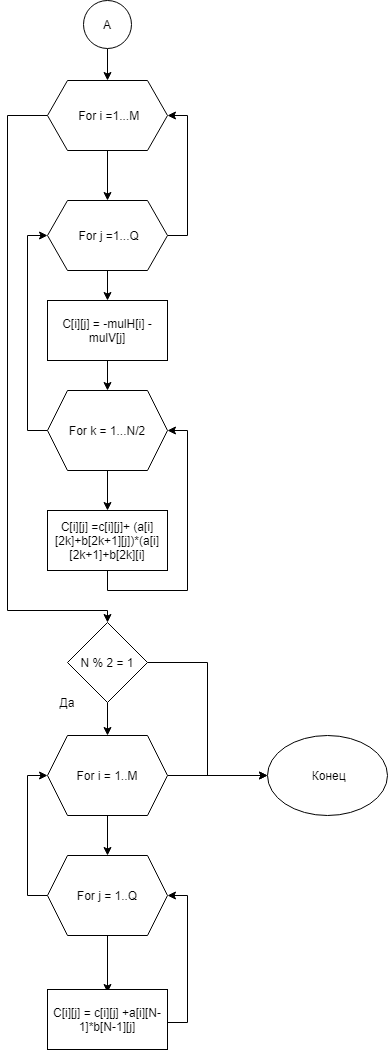 A
For i =1...M
For j =1...Q
C[i][j] = -mulH[i] -
mulV[j]
For k = 1...N/2
C[i][j] =c[i][j]+ (a[i]
[2k]+b[2k+1][j])*(a[i]
[2k+1]+b[2k][i]
N % 2 = 1
Да
For i = 1..M
Конец
For j = 1..Q
C[i][j] = c[i][j] +a[i][N-
1]*b[N-1][j]